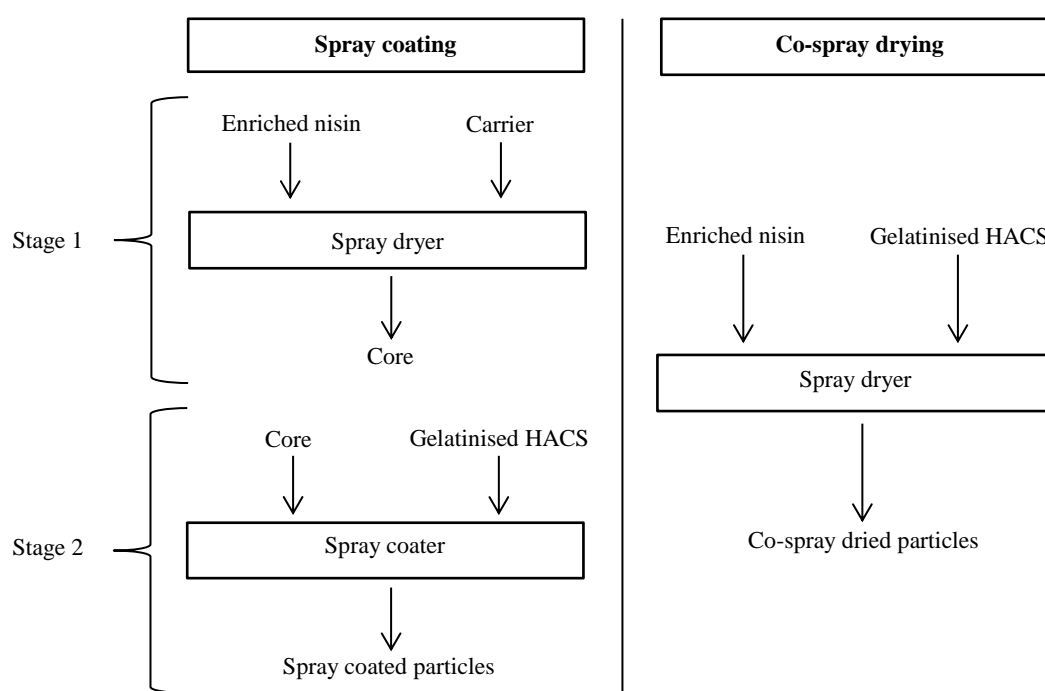 Spray coating
Enriched nisin
Carrier
Stage 1
Spray dryer
Core
Core
Gelatinised HACS
Stage 2
Spray coater
Spray coated particles
Co-spray drying
Enriched nisin
Gelatinised HACS
Spray dryer
Co-spray dried particles